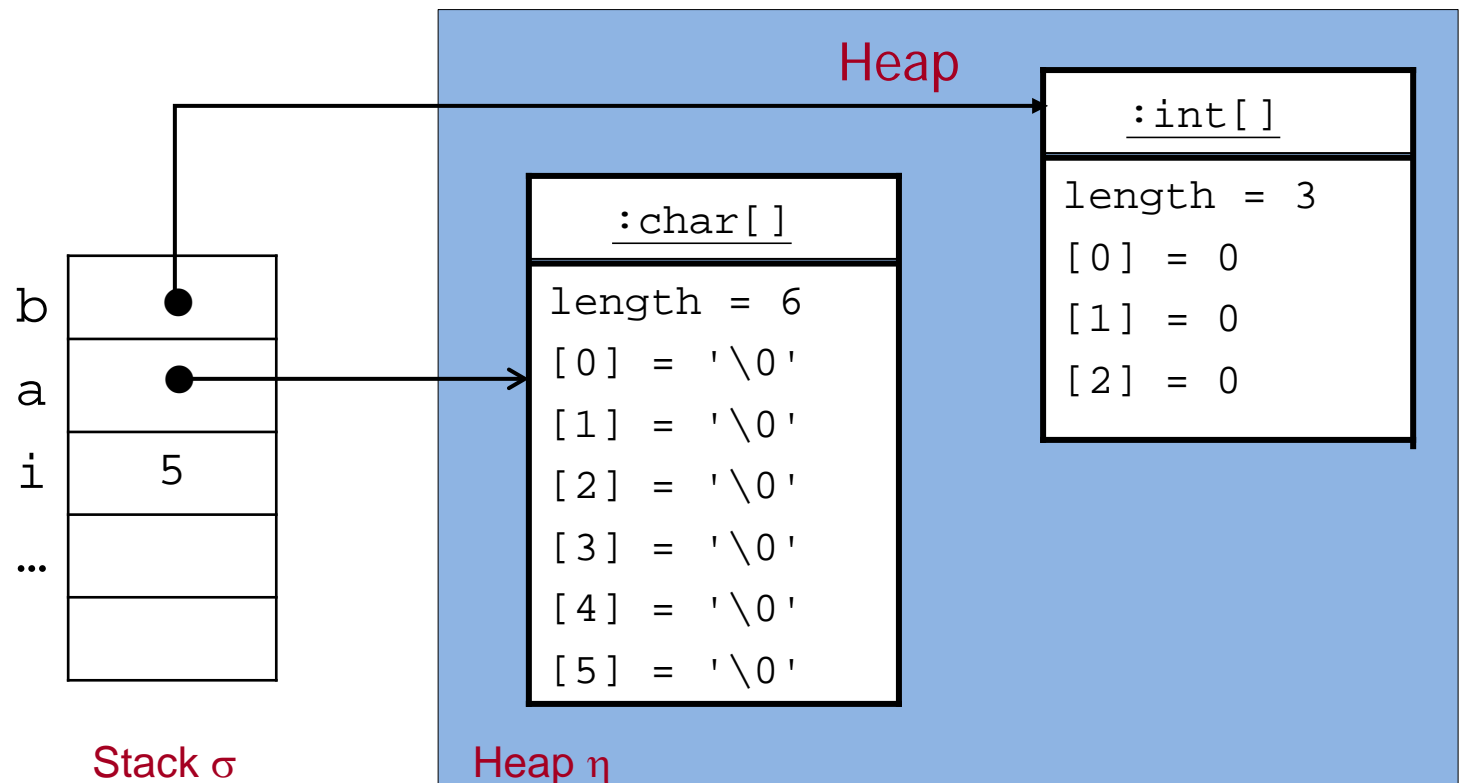 Heap
:int[]
length = 3
[0] = 0
[1] = 0
[2] = 0
:char[]
length = 6
[0] = '\0'
[1] = '\0'
[2] = '\0'
[3] = '\0'
[4] = '\0'
[5] = '\0'
b
a
i 5
…
Stack σ
Heap η